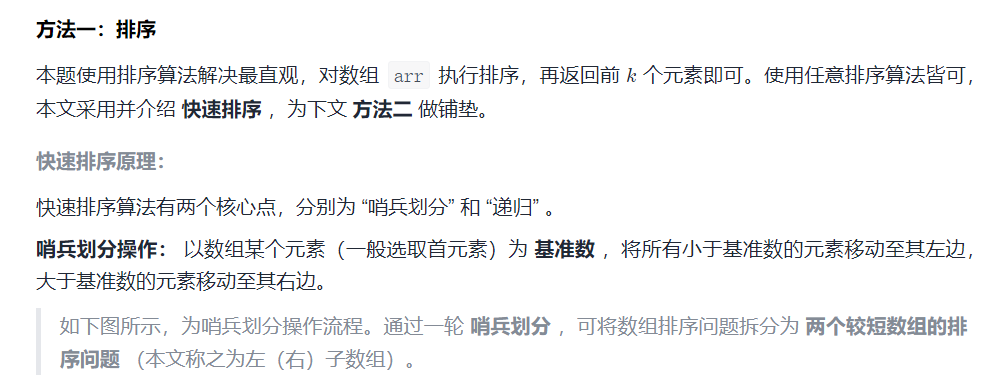 方法一：排序
本题使用排序算法解决最直观，对数组 arr 执行排序，再返回前 k 个元素即可。使用任意排序算法皆可，
本文采用并介绍 快速排序 ，为下文 方法二 做铺垫。
快速排序原理：
快速排序算法有两个核心点，分别为 “哨兵划分” 和 “递归” 。
哨兵划分操作： 以数组某个元素（一般选取首元素）为 基准数 ，将所有小于基准数的元素移动至其左边，
大于基准数的元素移动至其右边。
如下图所示，为哨兵划分操作流程。通过一轮 哨兵划分 ，可将数组排序问题拆分为 两个较短数组的排
序问题 （本文称之为左（右）子数组）。